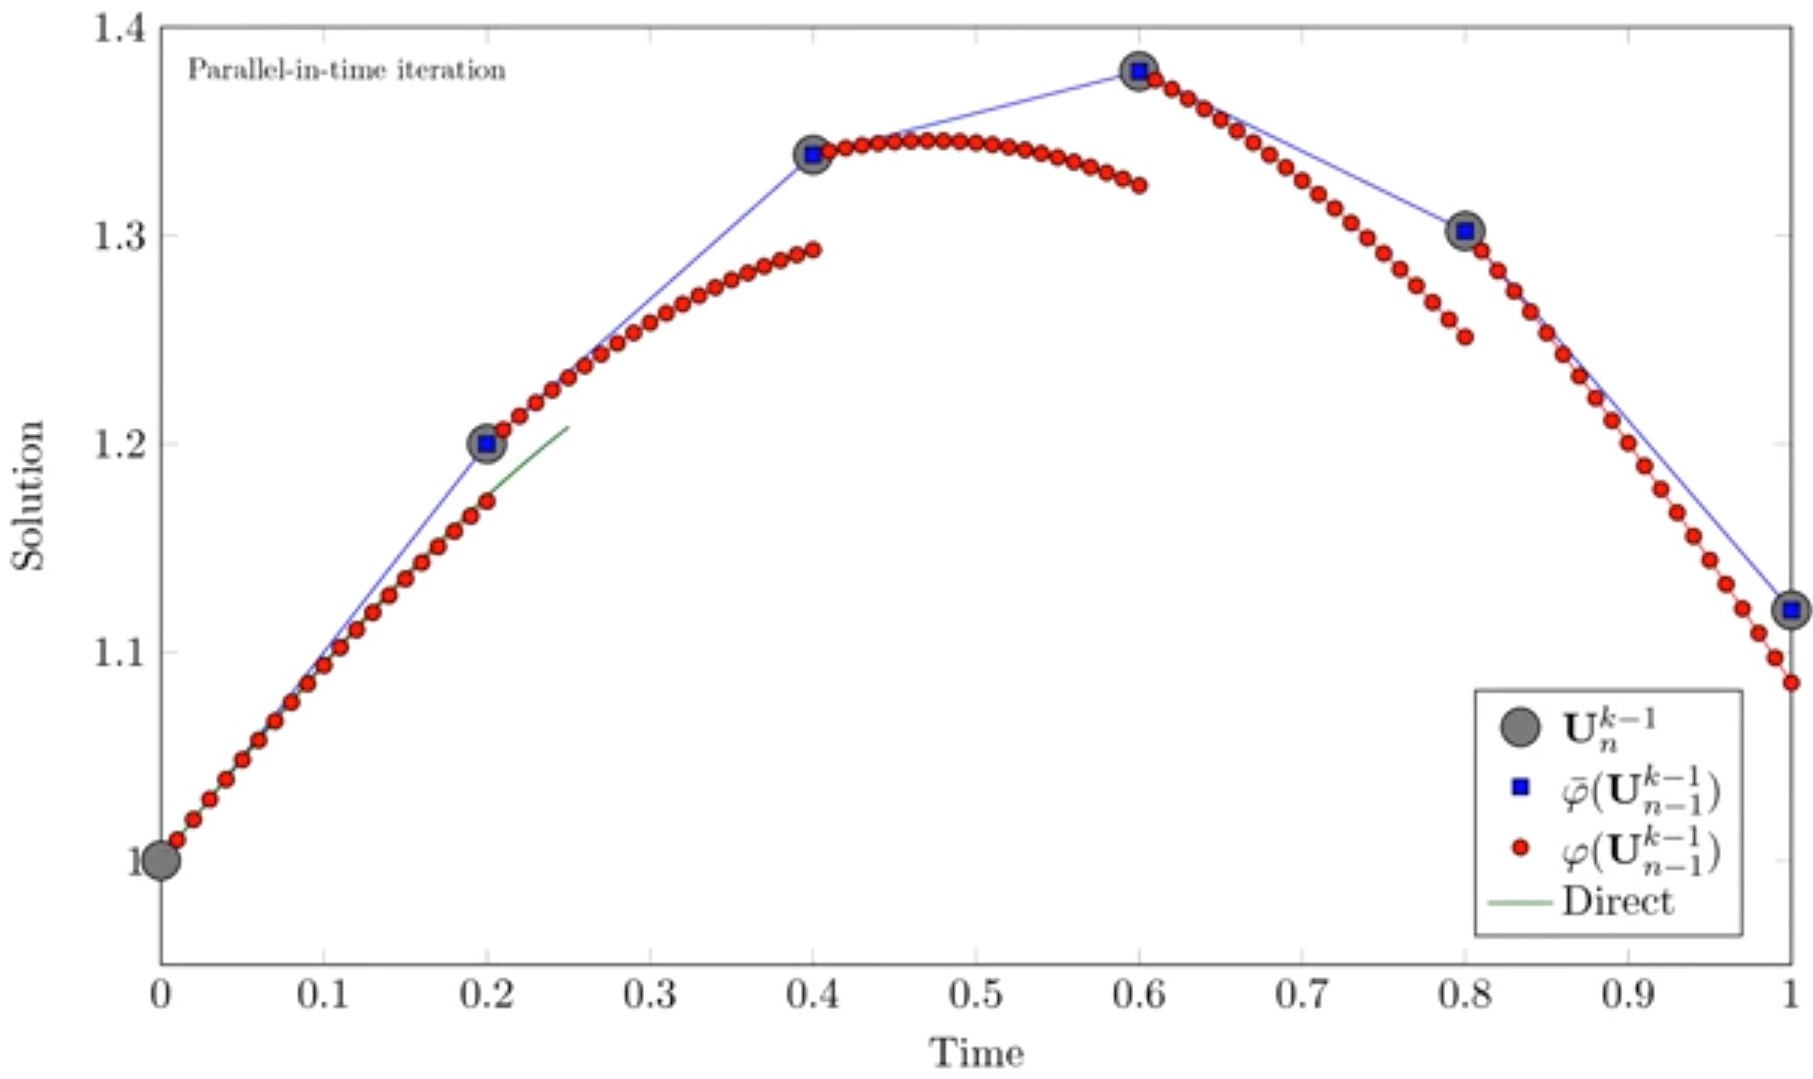 1.4
Parallel-in-time iteration
1.3
1.2
1.1
1
Solution
U_n^{k−1}
φ̄(U_{n−1}^{k−1})
φ(U_{n−1}^{k−1})
Direct
0 0.1 0.2 0.3 0.4 0.5 0.6 0.7 0.8 0.9 1
Time